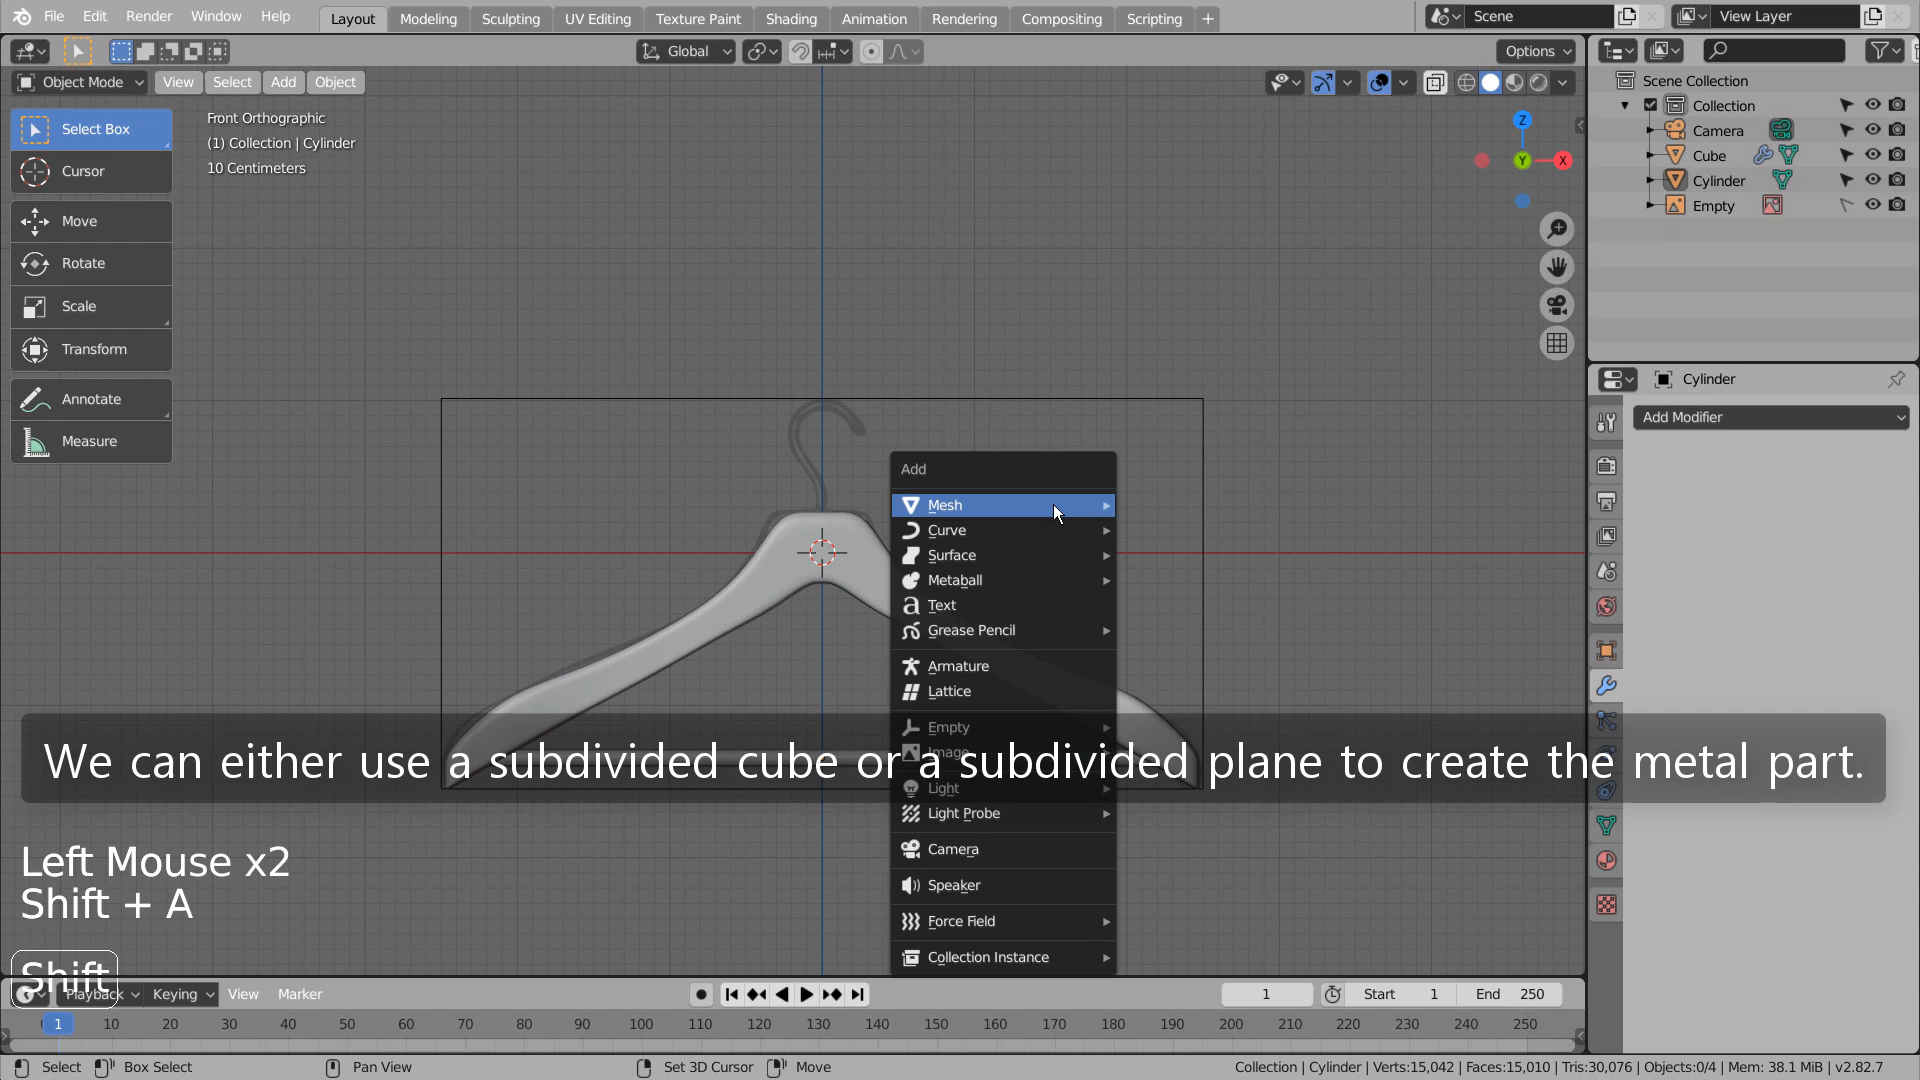 File Edit Render Window Help Layout Modeling Sculpting UV Editing Texture Paint Shading Animation Rendering Compositing Scripting + Scene View Layer
Global Options
Object Mode View Select Add Object
Select Box
Cursor
Move
Rotate
Scale
Transform
Annotate
Measure
Front Orthographic
(1) Collection | Cylinder
10 Centimeters
Z
Y
X
Scene Collection
Collection
Camera
Cube
Cylinder
Empty
Cylinder
Add Modifier
Add
Mesh
Curve
Surface
Metaball
Text
Grease Pencil
Armature
Lattice
Empty
Image
Light
Light Probe
Camera
Speaker
Force Field
Collection Instance
We can either use a subdivided cube or a subdivided plane to create the metal part.
Left Mouse x2
Shift + A
Shift
Playback Keying View Marker 1 Start 1 End 250
1 10 20 30 40 50 60 70 80 90 100 110 120 130 140 150 160 170 180 190 200 210 220 230 240 250
Select Box Select Pan View Set 3D Cursor Move Collection | Cylinder | Verts:15,042 | Faces:15,010 | Tris:30,076 | Objects:0/4 | Mem: 38.1 MiB | v2.82.7